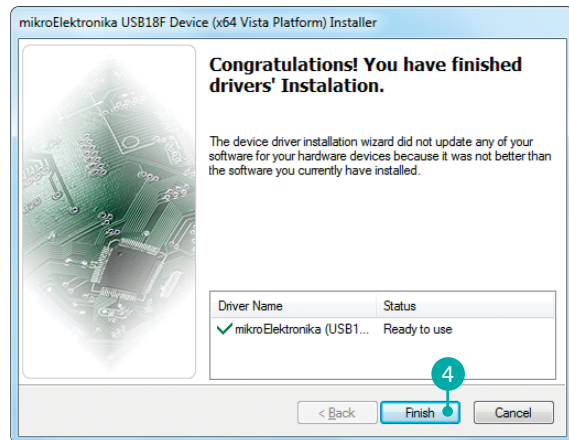 mikroElektronika USB18F Device (x64 Vista Platform) Installer
Congratulations! You have finished
drivers' Instalation.
The device driver installation wizard did not update any of your
software for your hardware devices because it was not better than
the software you currently have installed.
Driver Name Status
mikroElektronika (USB1... Ready to use
4
< Back Finish Cancel